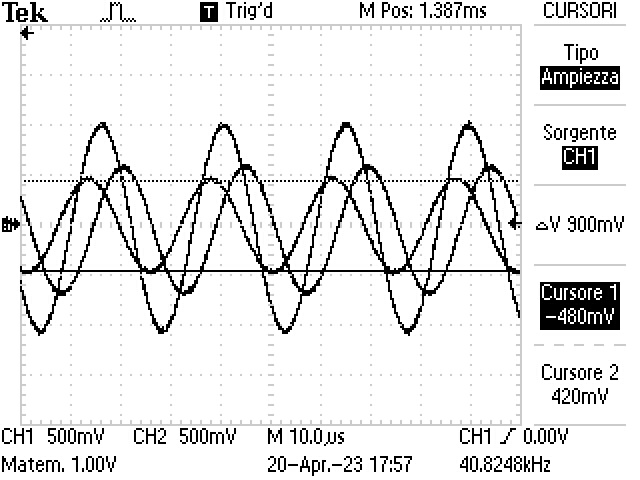 Tek
T Trig'd
M Pos: 1.387ms
CURSORI
Tipo
Ampiezza
Sorgente
CH1
△V 900mV
Cursore 1
-480mV
Cursore 2
420mV
CH1 500mV
CH2 500mV
M 10.0µs
CH1 ⌐ 0.00V
Matem. 1.00V
20-Apr.-23 17:57
40.8248kHz